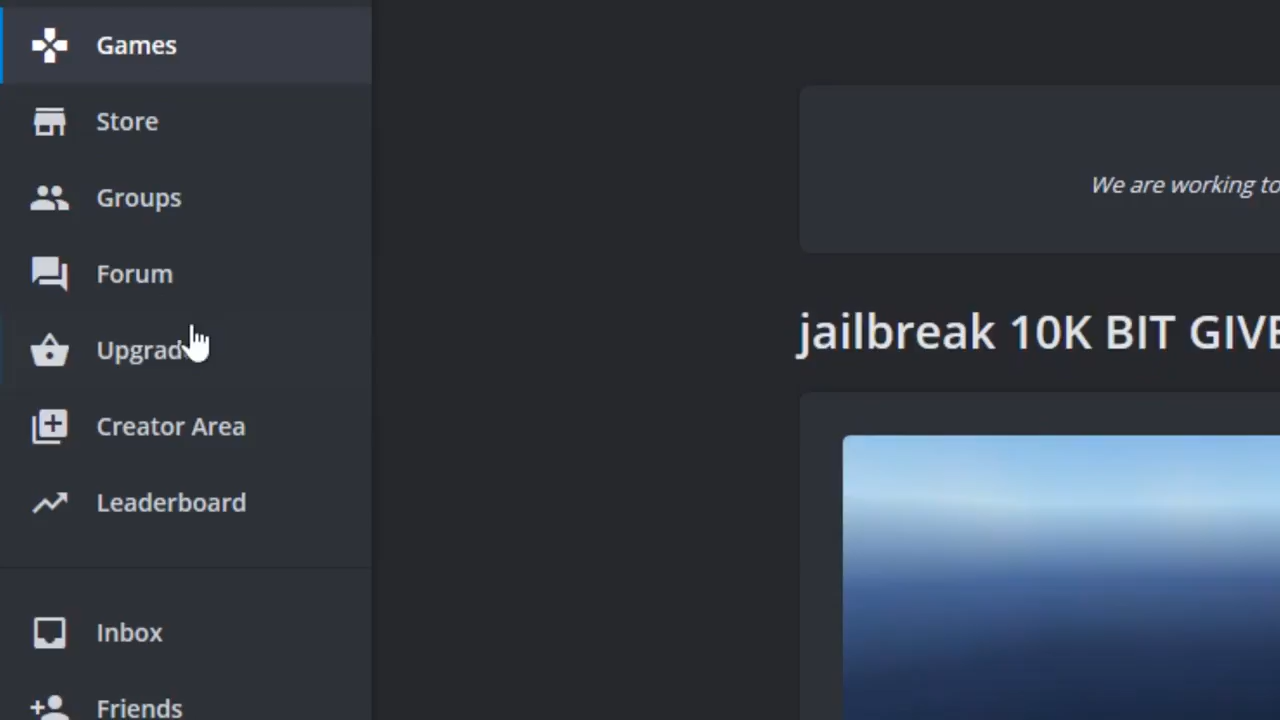 Games
Store
Groups
Forum
Creator Area
Leaderboard
Inbox
Friends
We are working to
jailbreak 10K BIT